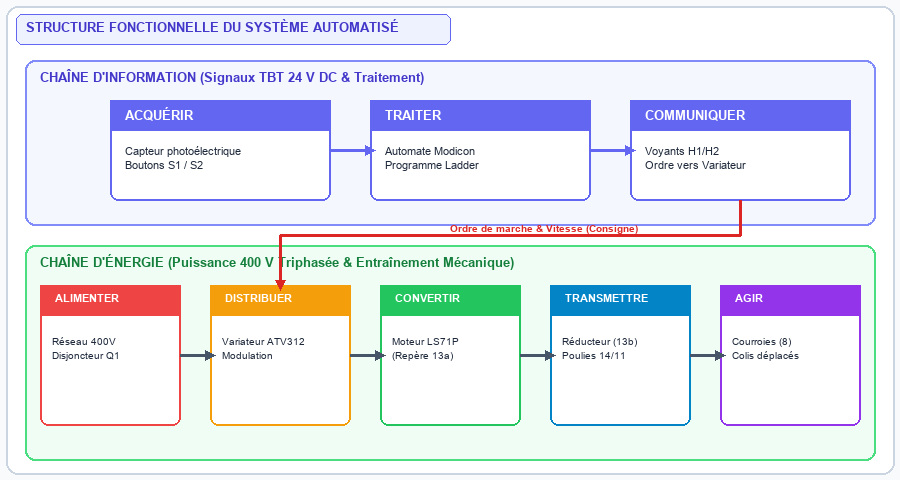 STRUCTURE FONCTIONNELLE DU SYSTÈME AUTOMATISÉ
CHAÎNE D'INFORMATION (Signaux TBT 24 V DC & Traitement)
ACQUÉRIR
Capteur photoélectrique
Boutons S1 / S2
TRAITER
Automate Modicon
Programme Ladder
COMMUNIQUER
Voyants H1/H2
Ordre vers Variateur
Ordre de marche & Vitesse (Consigne)
CHAÎNE D'ÉNERGIE (Puissance 400 V Triphasée & Entraînement Mécanique)
ALIMENTER
Réseau 400V
Disjoncteur Q1
DISTRIBUER
Variateur ATV312
Modulation
CONVERTIR
Moteur LS71P
(Repère 13a)
TRANSMETTRE
Réducteur (13b)
Poulies 14/11
AGIR
Courroies (8)
Colis déplacés